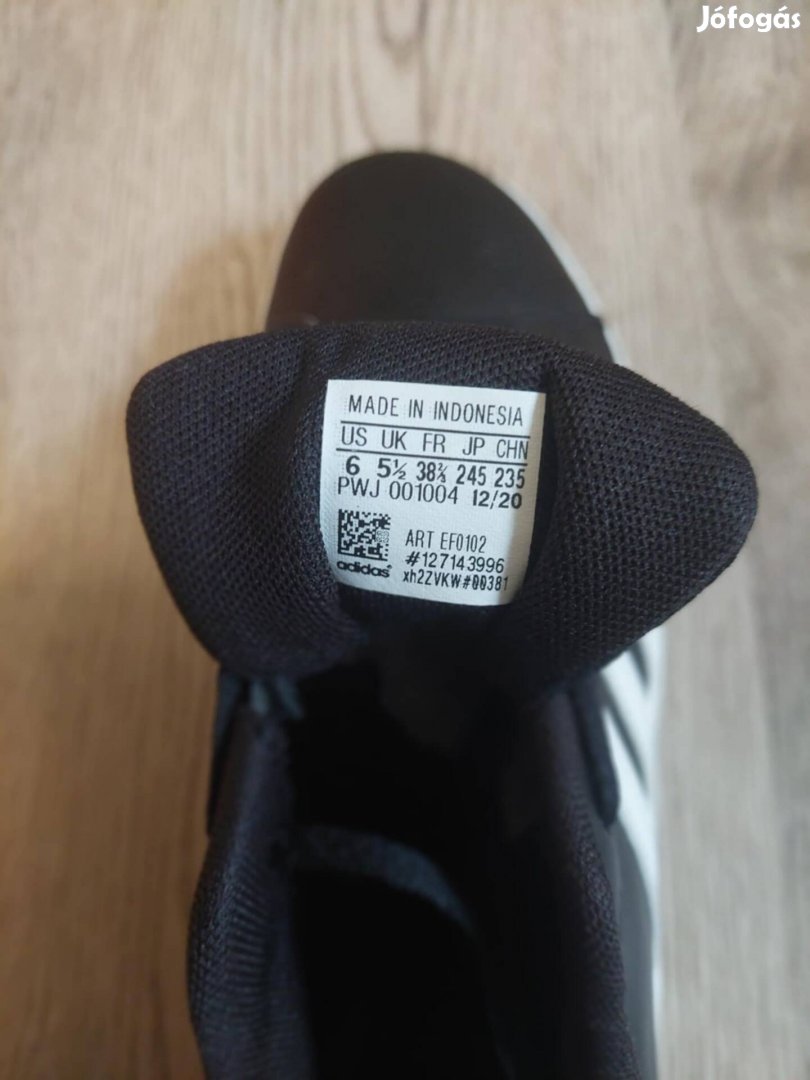 Jófogás
MADE IN INDONESIA
US UK FR JP CHN
6 5½ 38⅔ 245 235
PWJ 001004 12/20
ART EF0102
#127143996
adidas xh2ZVKW#00381